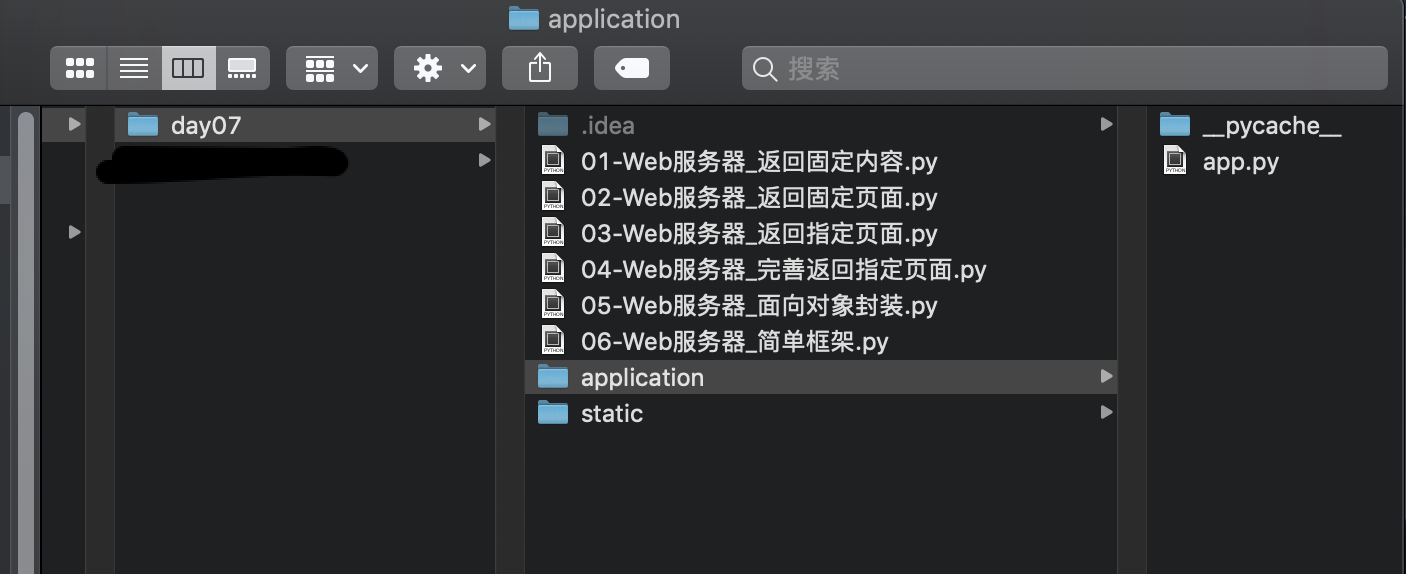 application
搜索
day07
.idea
01-Web服务器_返回固定内容.py
02-Web服务器_返回固定页面.py
03-Web服务器_返回指定页面.py
04-Web服务器_完善返回指定页面.py
05-Web服务器_面向对象封装.py
06-Web服务器_简单框架.py
application
static
__pycache__
app.py